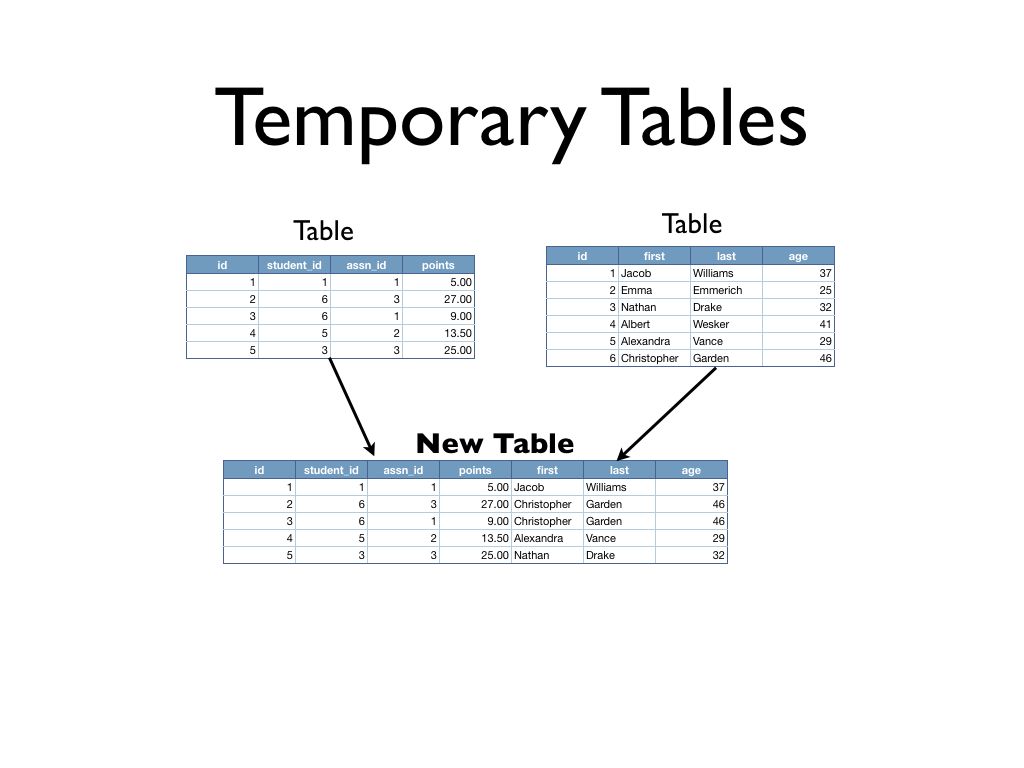 Temporary Tables
Table
id student_id assn_id points
1 1 1 5.00
2 6 3 27.00
3 6 1 9.00
4 5 2 13.50
5 3 3 25.00
Table
id first last age
1 Jacob Williams 37
2 Emma Emmerich 25
3 Nathan Drake 32
4 Albert Wesker 41
5 Alexandra Vance 29
6 Christopher Garden 46
New Table
id student_id assn_id points first last age
1 1 1 5.00 Jacob Williams 37
2 6 3 27.00 Christopher Garden 46
3 6 1 9.00 Christopher Garden 46
4 5 2 13.50 Alexandra Vance 29
5 3 3 25.00 Nathan Drake 32